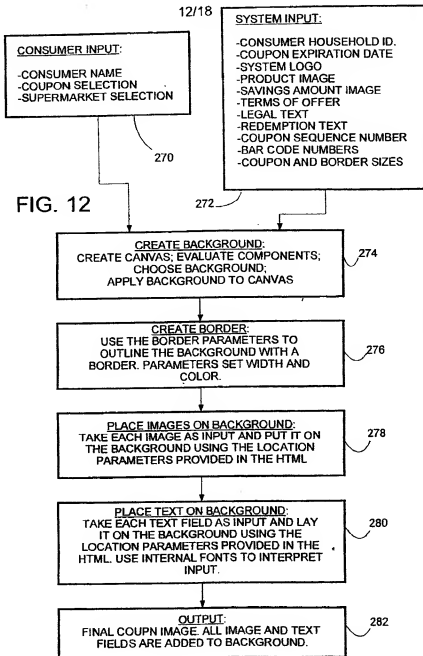 12/18
CONSUMER INPUT:
-CONSUMER NAME
-COUPON SELECTION
-SUPERMARKET SELECTION
270
SYSTEM INPUT:
-CONSUMER HOUSEHOLD ID.
-COUPON EXPIRATION DATE
-SYSTEM LOGO
-PRODUCT IMAGE
-SAVINGS AMOUNT IMAGE
-TERMS OF OFFER
-LEGAL TEXT
-REDEMPTION TEXT
-COUPON SEQUENCE NUMBER
-BAR CODE NUMBERS
-COUPON AND BORDER SIZES
272
FIG. 12
CREATE BACKGROUND:
CREATE CANVAS; EVALUATE COMPONENTS;
CHOOSE BACKGROUND;
APPLY BACKGROUND TO CANVAS
274
CREATE BORDER:
USE THE BORDER PARAMETERS TO
OUTLINE THE BACKGROUND WITH A
BORDER. PARAMETERS SET WIDTH AND
COLOR.
276
PLACE IMAGES ON BACKGROUND:
TAKE EACH IMAGE AS INPUT AND PUT IT ON
THE BACKGROUND USING THE LOCATION
PARAMETERS PROVIDED IN THE HTML
278
PLACE TEXT ON BACKGROUND:
TAKE EACH TEXT FIELD AS INPUT AND LAY
IT ON THE BACKGROUND USING THE
LOCATION PARAMETERS PROVIDED IN THE
HTML. USE INTERNAL FONTS TO INTERPRET
INPUT.
280
OUTPUT:
FINAL COUPN IMAGE. ALL IMAGE AND TEXT
FIELDS ARE ADDED TO BACKGROUND.
282